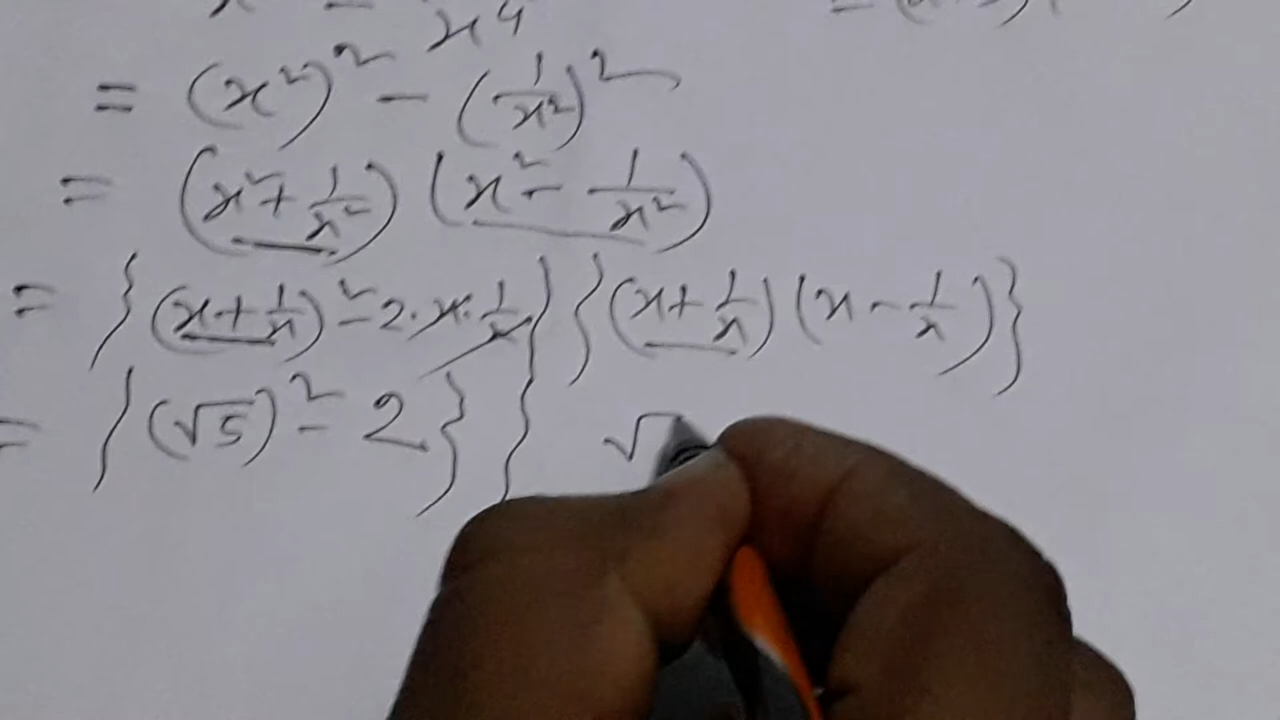 x⁴
= (x²)² - (1/x²)²
= (x² + 1/x²) (x² - 1/x²)
= {(x + 1/x)² - 2·x·1/x} {(x + 1/x) (x - 1/x)}
= {(√5)² - 2} { √